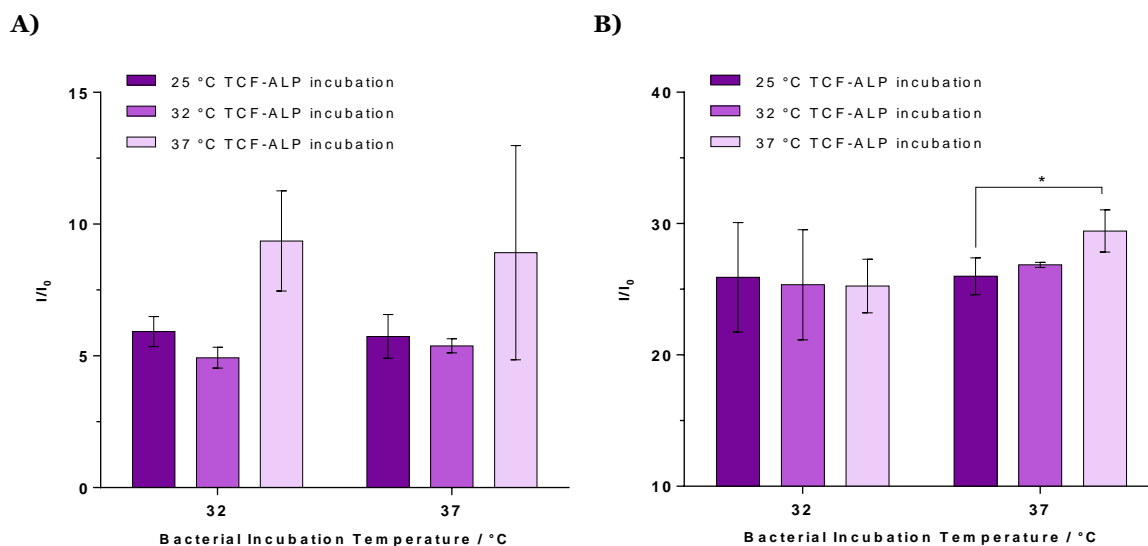 A)
25 °C TCF-ALP incubation
32 °C TCF-ALP incubation
37 °C TCF-ALP incubation
15
10
5
0
I/I0
32
37
Bacterial Incubation Temperature / °C
B)
25 °C TCF-ALP incubation
32 °C TCF-ALP incubation
37 °C TCF-ALP incubation
40
30
20
10
I/I0
*
32
37
Bacterial Incubation Temperature / °C